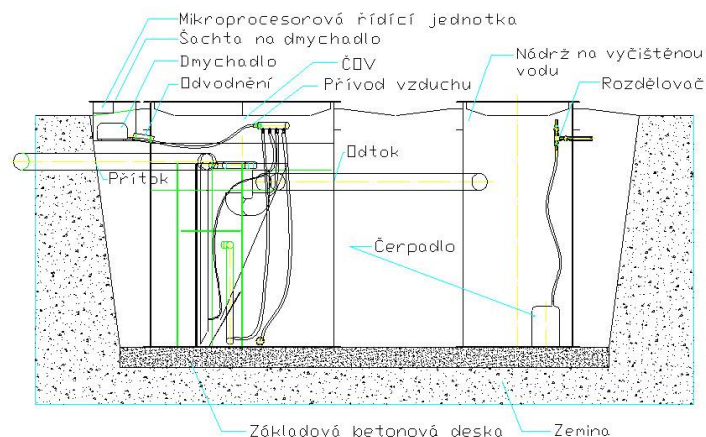 Mikroprocesorová řídící jednotka
Šachta na dmychadlo
Dmychadlo
Odvodnění
ČOV
Přívod vzduchu
Nádrž na vyčištěnou
vodu
Rozdělovač
Přítok
Odtok
Čerpadlo
Základová betonová deska
Zemina